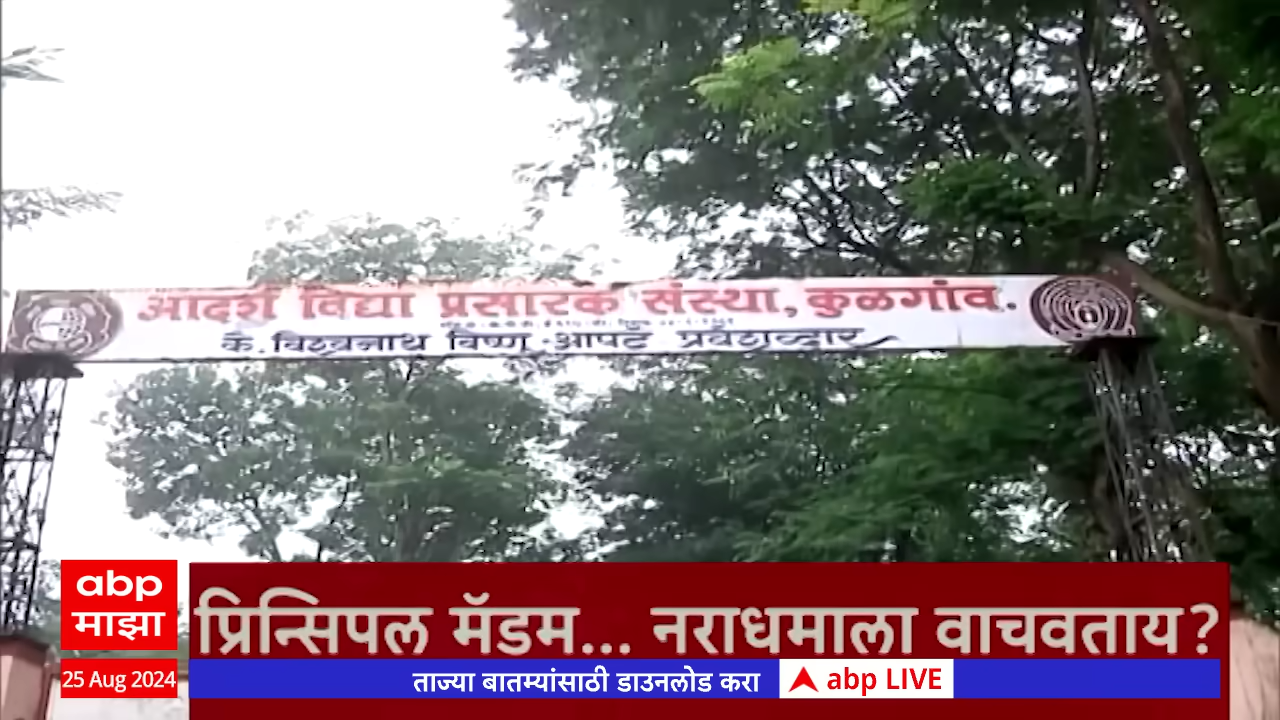 आदर्श विद्या प्रसारक संस्था, कुळगांव.
कै. विश्वनाथ विष्णु आपटे प्रवेशद्वार
abp
माझा
प्रिन्सिपल मॅडम... नराधमाला वाचवताय?
25 Aug 2024
ताज्या बातम्यांसाठी डाउनलोड करा
abp LIVE